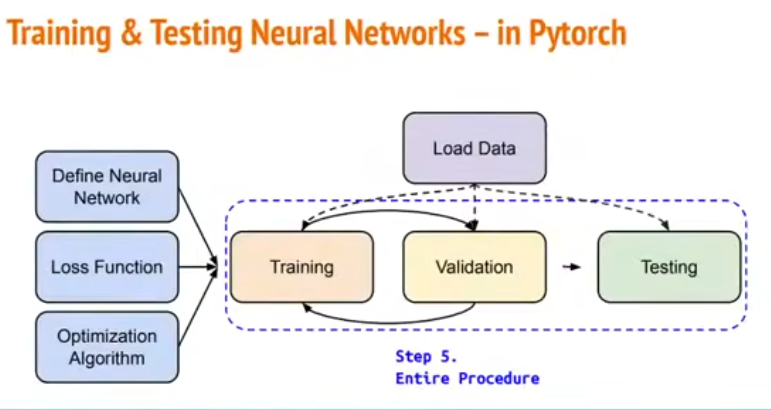 Training & Testing Neural Networks – in Pytorch
Load Data
Define Neural
Network
Loss Function
Optimization
Algorithm
Training
Validation
Testing
Step 5.
Entire Procedure